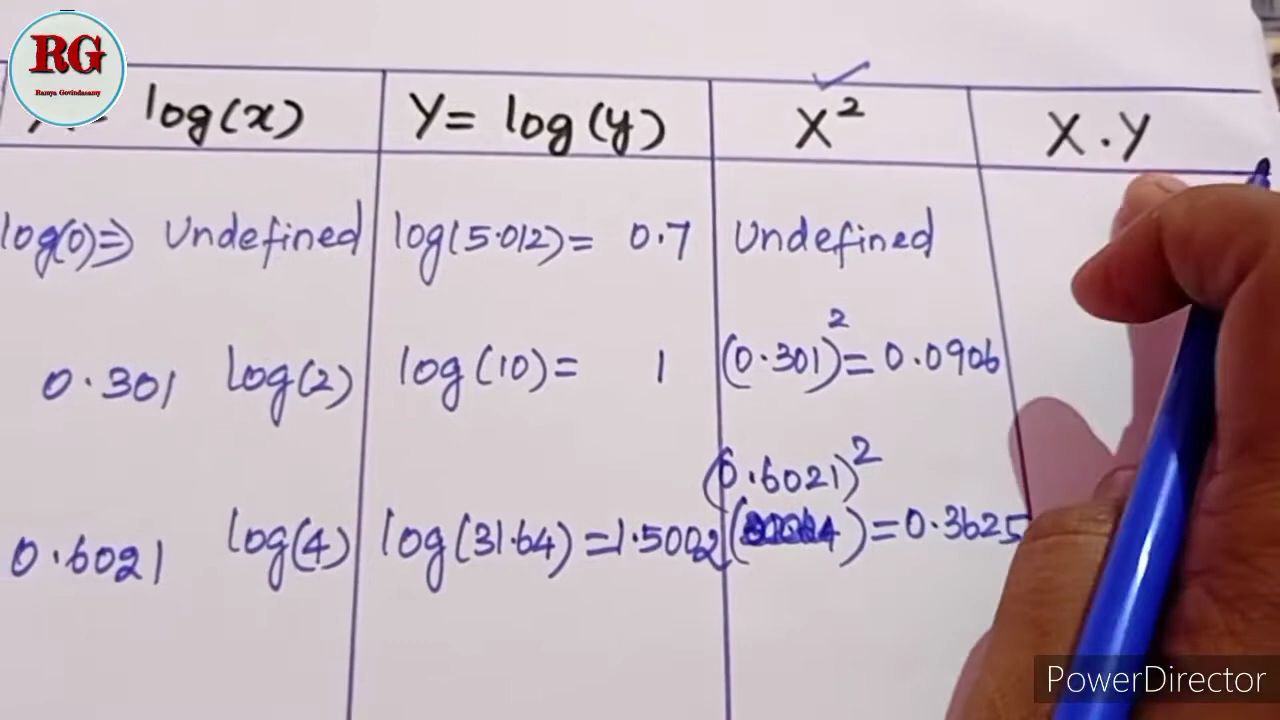 RG
Ramya Govindasamy
log(x) Y= log(y) X² X.Y
log(0)⇒ Undefined log(5.012)= 0.7 Undefined
0.301 log(2) log(10)= 1 (0.301)²=0.0906
(0.6021)²
0.6021 log(4) log(31.64)=1.5002 ( )=0.3625
PowerDirector